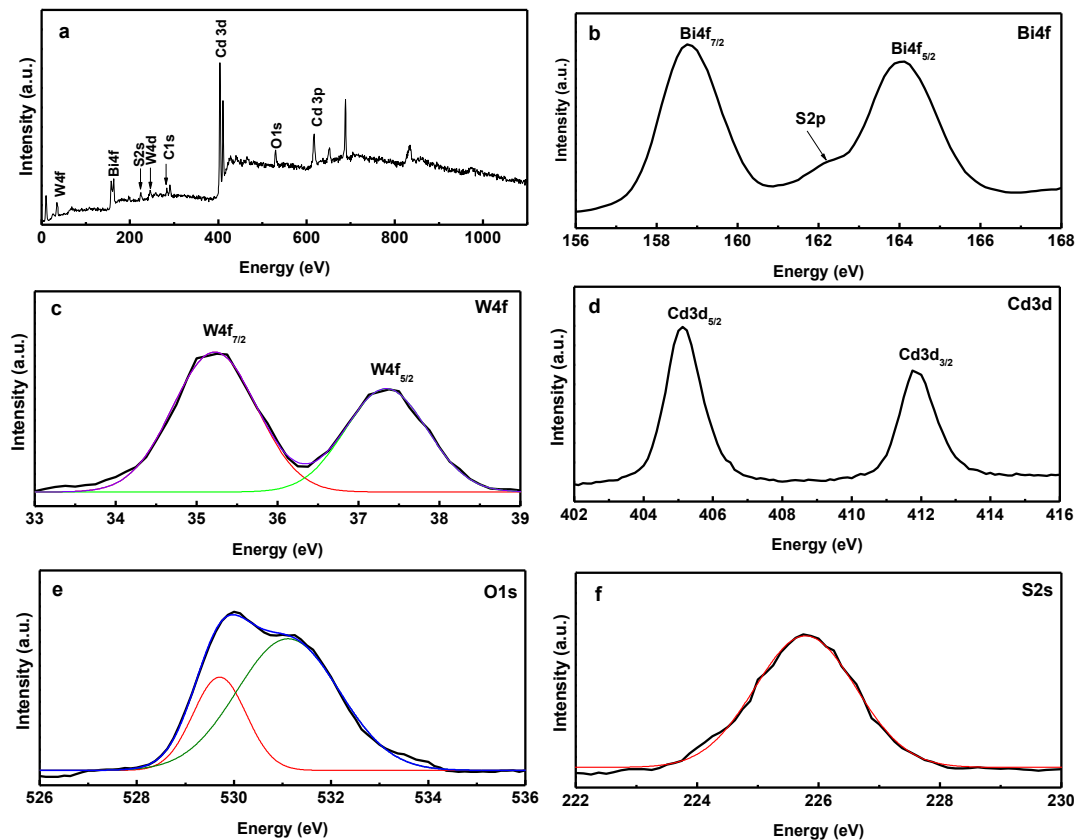 a
Intensity (a.u.)
W4f
Bi4f
S2s
W4d
C1s
Cd 3d
O1s
Cd 3p
0 200 400 600 800 1000
Energy (eV)
b
Bi4f
Intensity (a.u.)
Bi4f7/2
S2p
Bi4f5/2
156 158 160 162 164 166 168
Energy (eV)
c
W4f
Intensity (a.u.)
W4f7/2
W4f5/2
33 34 35 36 37 38 39
Energy (eV)
d
Cd3d
Intensity (a.u.)
Cd3d5/2
Cd3d3/2
402 404 406 408 410 412 414 416
Energy (eV)
e
O1s
Intensity (a.u.)
526 528 530 532 534 536
Energy (eV)
f
S2s
Intensity (a.u.)
222 224 226 228 230
Energy (eV)